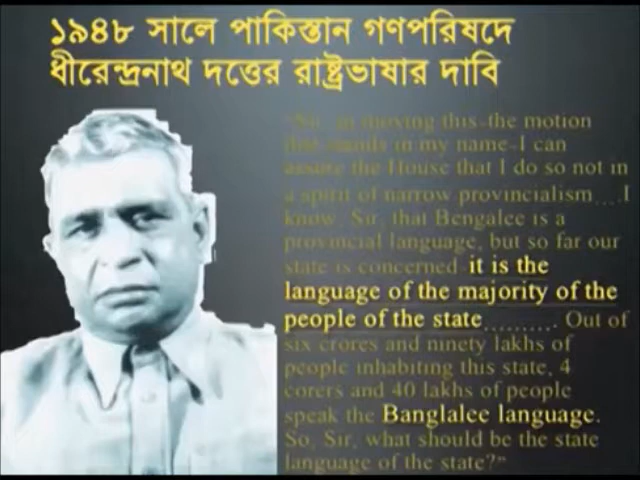 ১৯৪৮ সালে পাকিস্তান গণপরিষদে
ধীরেন্দ্রনাথ দত্তের রাষ্ট্রভাষার দাবি
"Sir, in moving this-the motion
that stands in my name-I can
assure the House that I do so not in
a spirit of narrow provincialism....I
know, Sir, that Bengalee is a
provincial language, but so far our
state is concerned it is the
language of the majority of the
people of the state.......... Out of
six crores and ninety lakhs of
people inhabiting this state, 4
corers and 40 lakhs of people
speak the Banglalee language.
So, Sir, what should be the state
language of the state?"